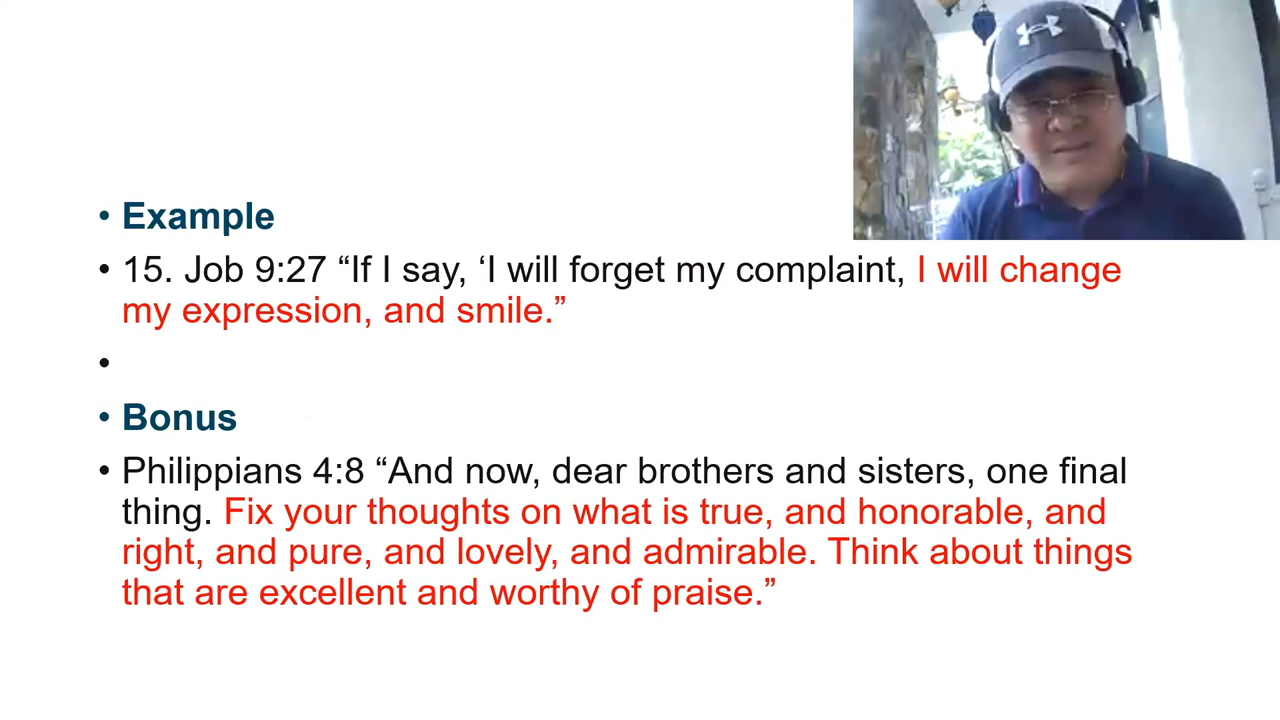 • Example
• 15. Job 9:27 “If I say, ‘I will forget my complaint, I will change
my expression, and smile.”
•
• Bonus
• Philippians 4:8 “And now, dear brothers and sisters, one final
thing. Fix your thoughts on what is true, and honorable, and
right, and pure, and lovely, and admirable. Think about things
that are excellent and worthy of praise.”